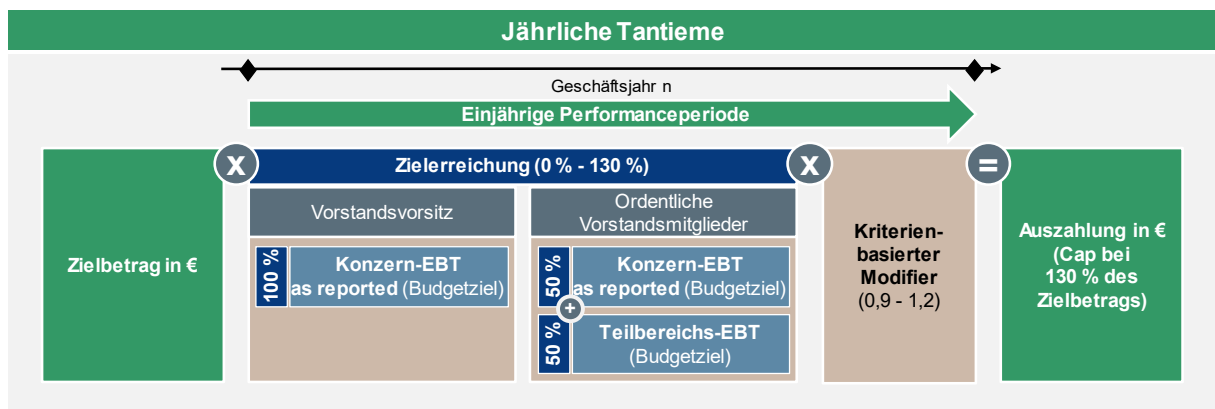 Jährliche Tantieme
Geschäftsjahr n
Einjährige Performanceperiode
Zielbetrag in €
x
Zielerreichung (0 % - 130 %)
Vorstandsvorsitz
100 %
Konzern-EBT
as reported (Budgetziel)
Ordentliche
Vorstandsmitglieder
50 %
Konzern-EBT
as reported (Budgetziel)
+
50 %
Teilbereichs-EBT
(Budgetziel)
x
Kriterien-
basierter
Modifier
(0,9 - 1,2)
=
Auszahlung in €
(Cap bei
130 % des
Zielbetrags)